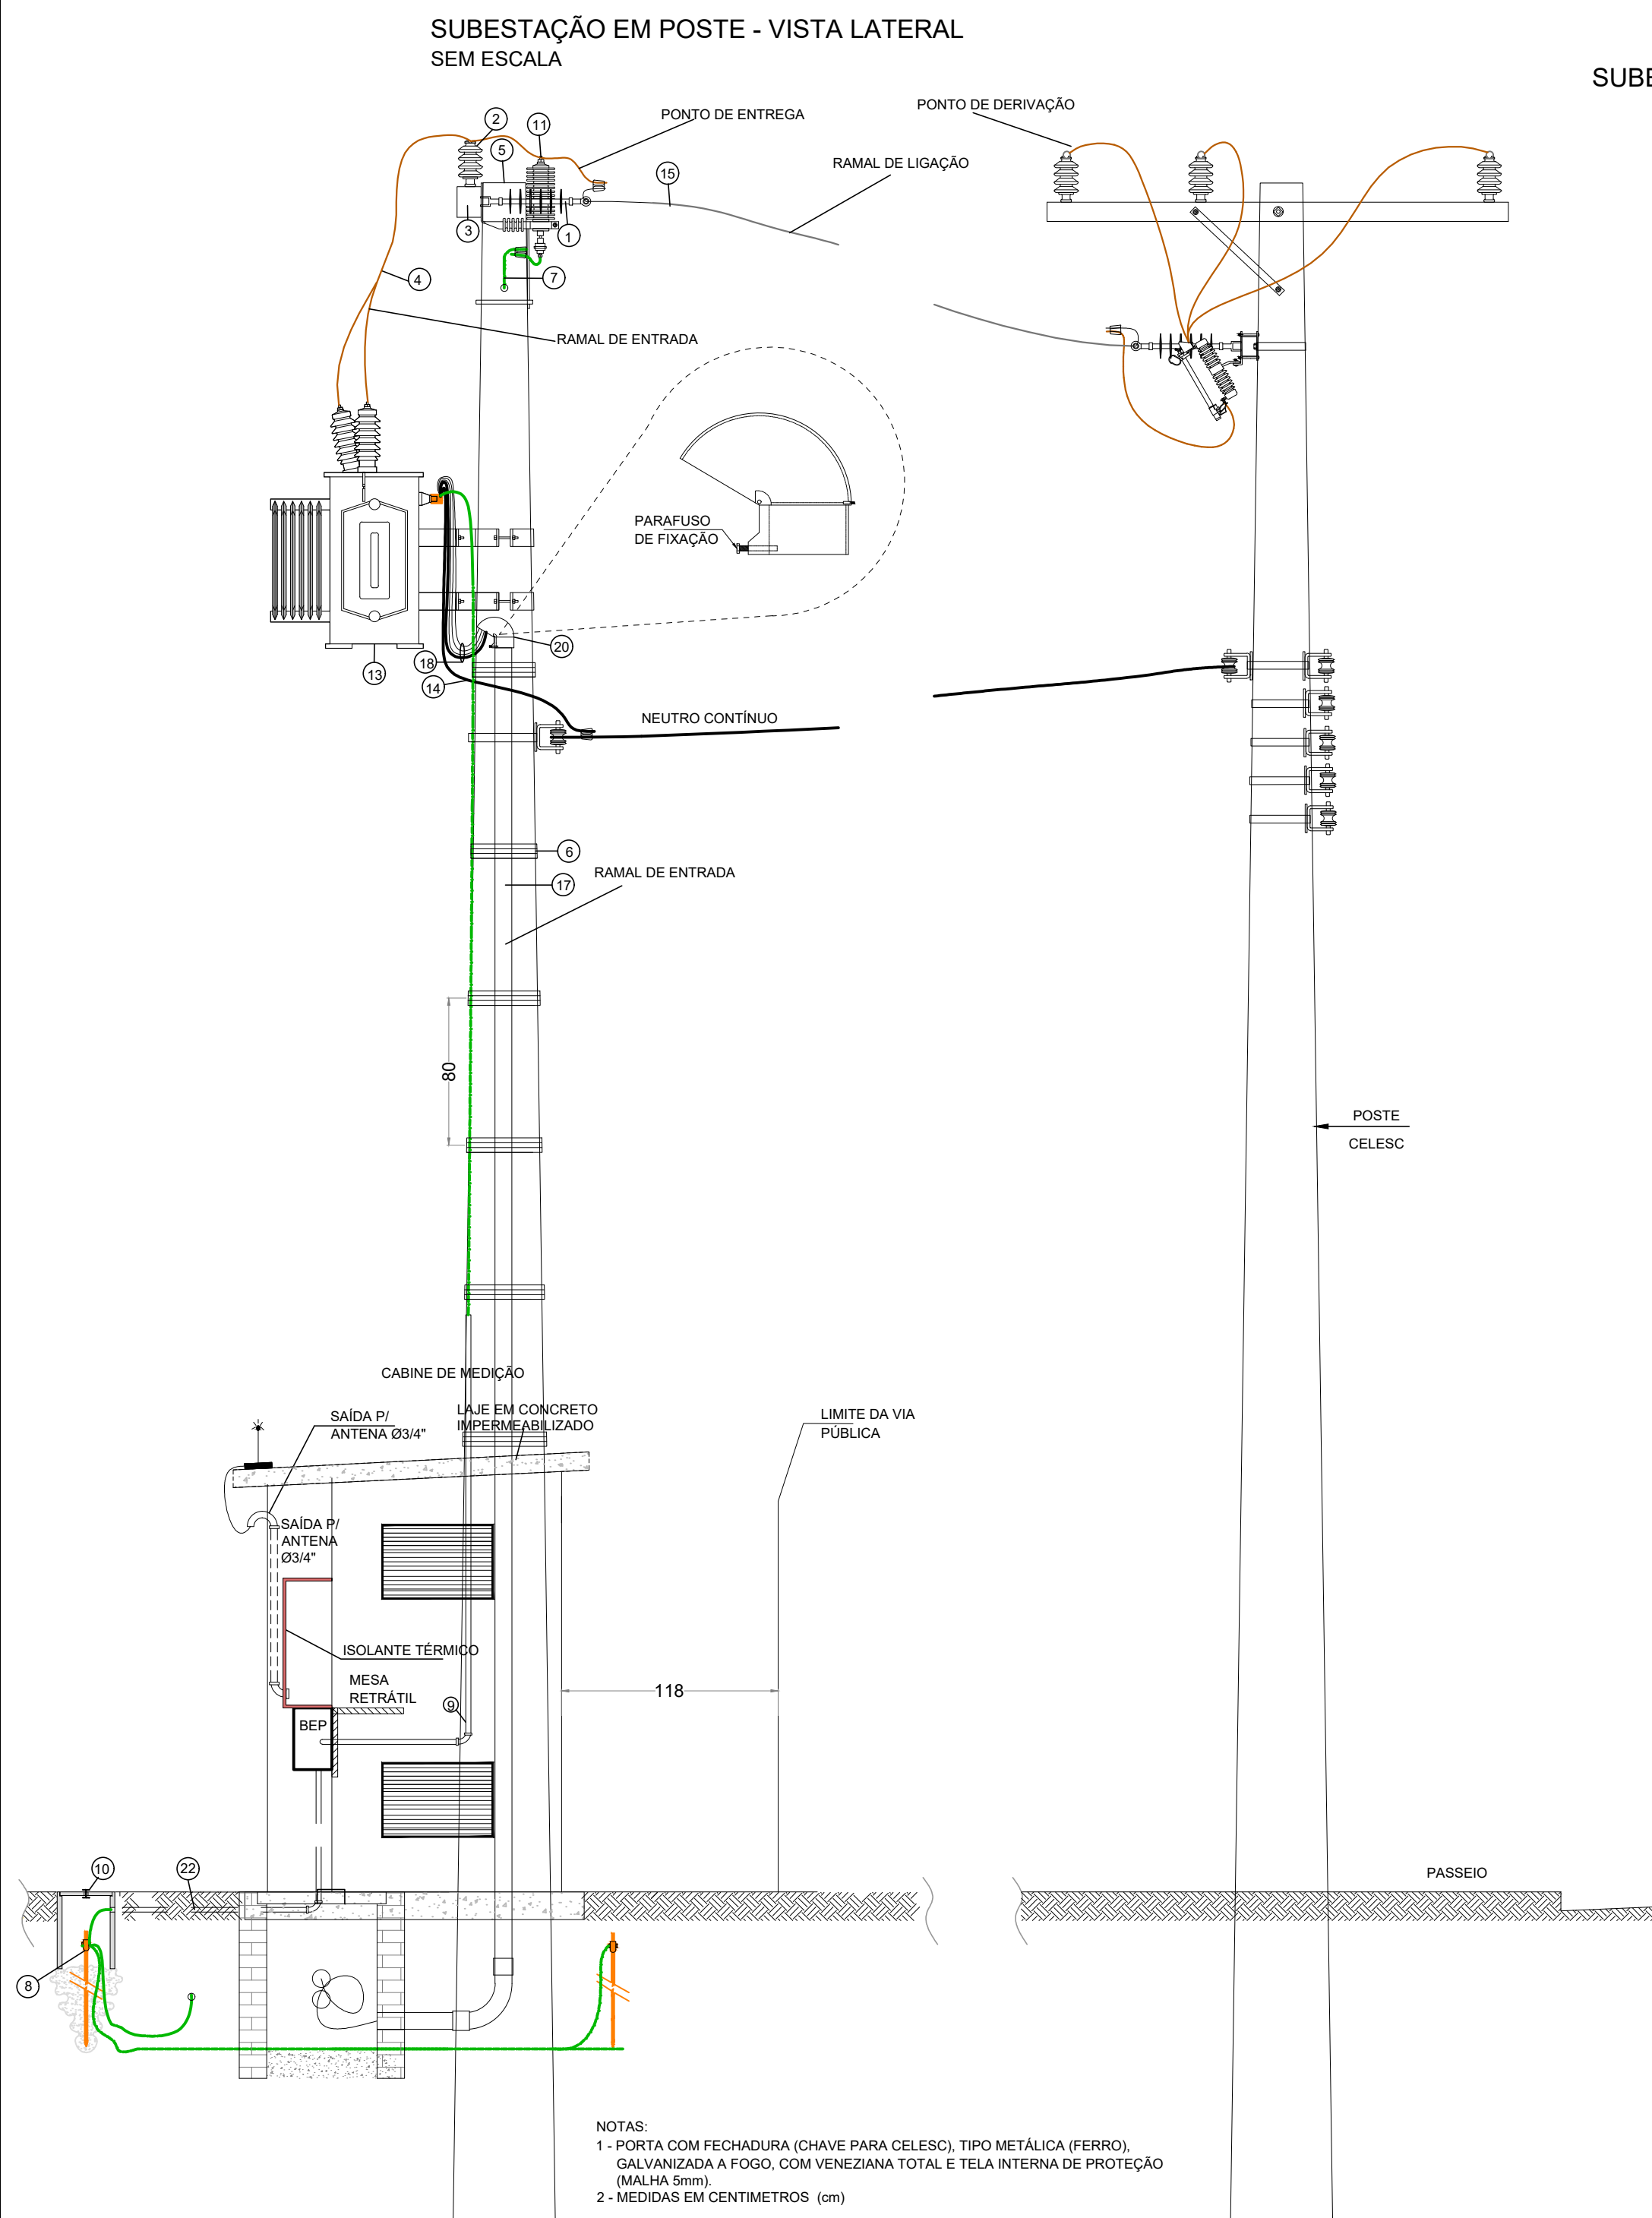 SUBESTAÇÃO EM POSTE - VISTA LATERAL
SEM ESCALA
SUBE
PONTO DE ENTREGA
PONTO DE DERIVAÇÃO
RAMAL DE LIGAÇÃO
2
11
5
15
3
1
4
7
RAMAL DE ENTRADA
PARAFUSO
DE FIXAÇÃO
20
18
13
14
NEUTRO CONTÍNUO
6
RAMAL DE ENTRADA
17
80
POSTE
CELESC
CABINE DE MEDIÇÃO
SAÍDA P/
ANTENA Ø3/4"
LAJE EM CONCRETO
IMPERMEABILIZADO
LIMITE DA VIA
PÚBLICA
SAÍDA P/
ANTENA
Ø3/4"
ISOLANTE TÉRMICO
MESA
RETRÁTIL
118
9
BEP
10
22
PASSEIO
8
NOTAS:
1 - PORTA COM FECHADURA (CHAVE PARA CELESC), TIPO METÁLICA (FERRO),
GALVANIZADA A FOGO, COM VENEZIANA TOTAL E TELA INTERNA DE PROTEÇÃO
(MALHA 5mm).
2 - MEDIDAS EM CENTIMETROS (cm)